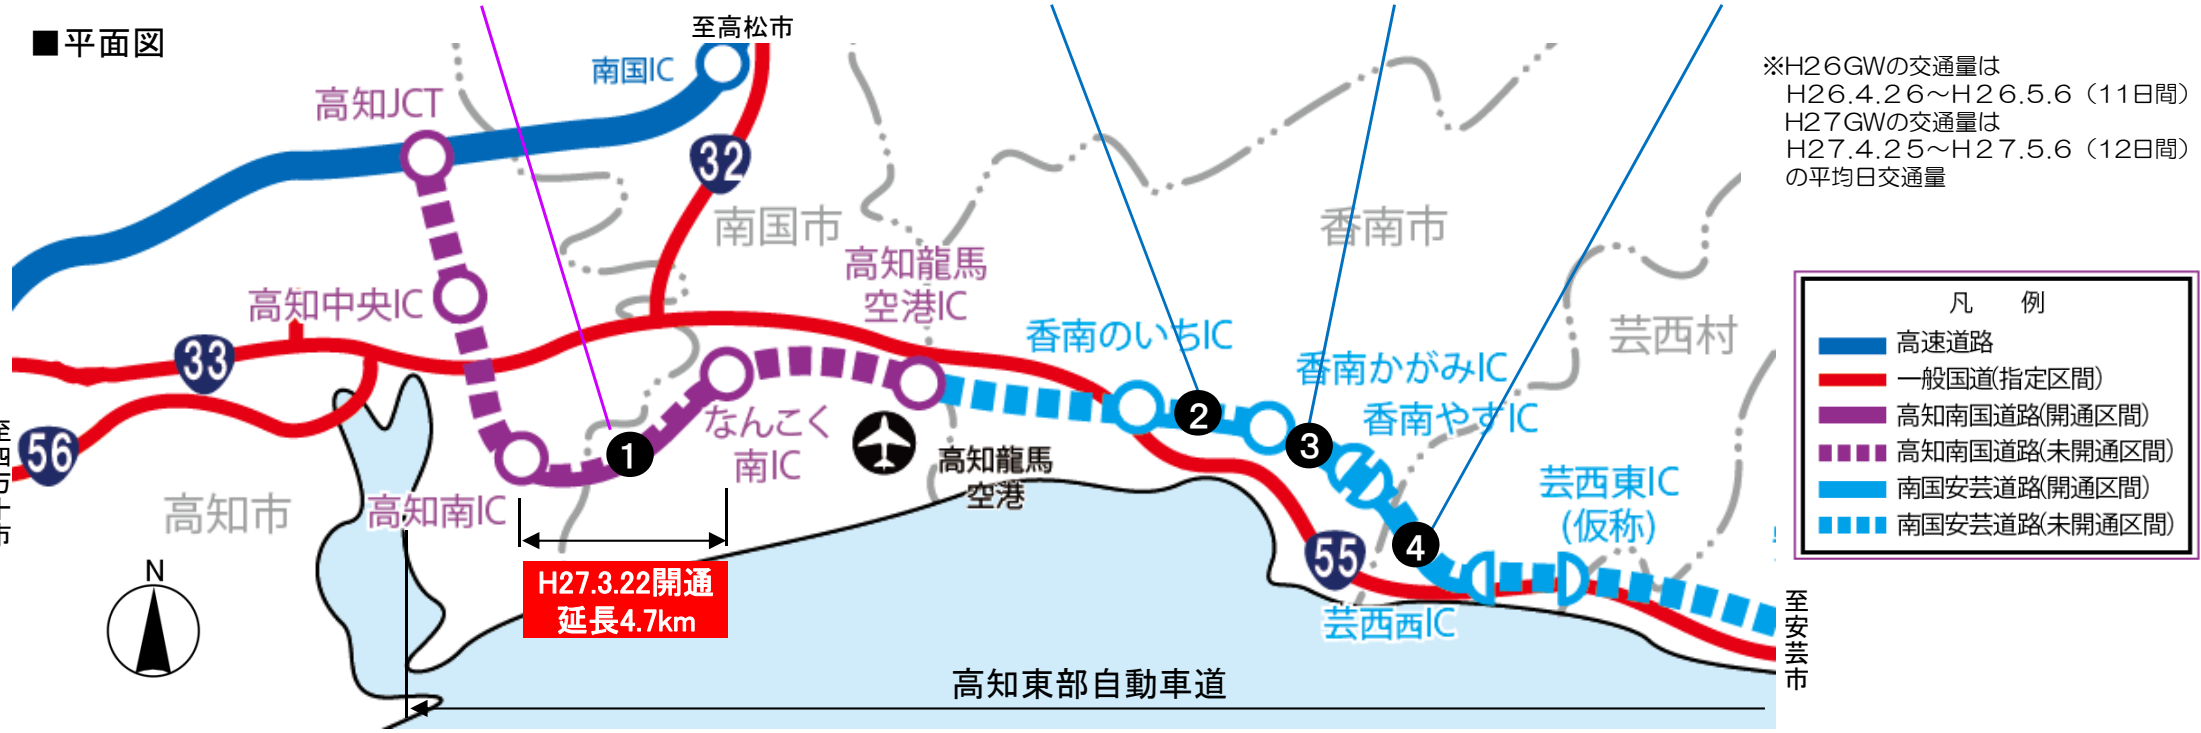 ■平面図
至高松市
南国IC
高知JCT
32
南国市
香南市
高知龍馬
空港IC
高知中央IC
33
香南のいちIC
芸西村
香南かがみIC
香南やすIC
2
3
なんこく
南IC
1
56
高知龍馬
空港
高知市
高知南IC
芸西東IC
(仮称)
4
55
H27.3.22開通
延長4.7km
芸西西IC
N
高知東部自動車道
至安芸市
※H26GWの交通量は
H26.4.26～H26.5.6（11日間）
H27GWの交通量は
H27.4.25～H27.5.6（12日間）
の平均日交通量
凡　例
高速道路
一般国道(指定区間)
高知南国道路(開通区間)
高知南国道路(未開通区間)
南国安芸道路(開通区間)
南国安芸道路(未開通区間)